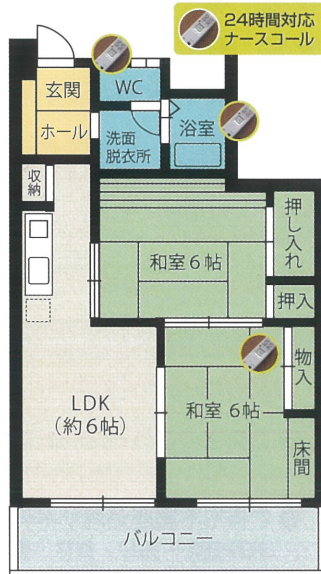 24時間対応
ナースコール
玄関
WC
ホール
洗面
脱衣所
浴室
収納
和室6帖
押し入れ
押入
物入
LDK
(約6帖)
和室 6帖
床間
バルコニー